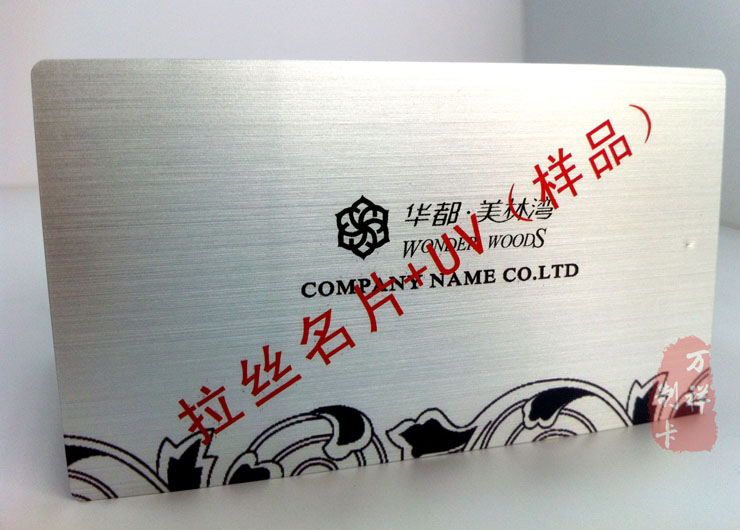 华都·美林湾
WONDER WOODS
COMPANY NAME CO.LTD
拉丝名片+UV（样品）
万祥
制卡